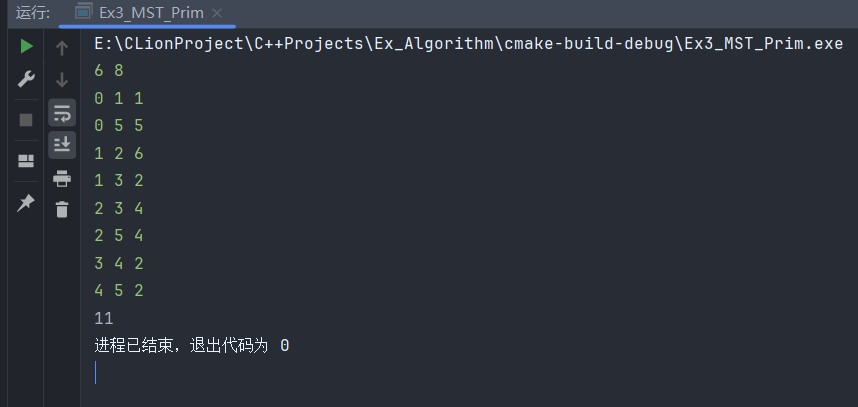 运行: Ex3_MST_Prim
E:\CLionProject\C++Projects\Ex_Algorithm\cmake-build-debug\Ex3_MST_Prim.exe
6 8
0 1 1
0 5 5
1 2 6
1 3 2
2 3 4
2 5 4
3 4 2
4 5 2
11
进程已结束，退出代码为 0